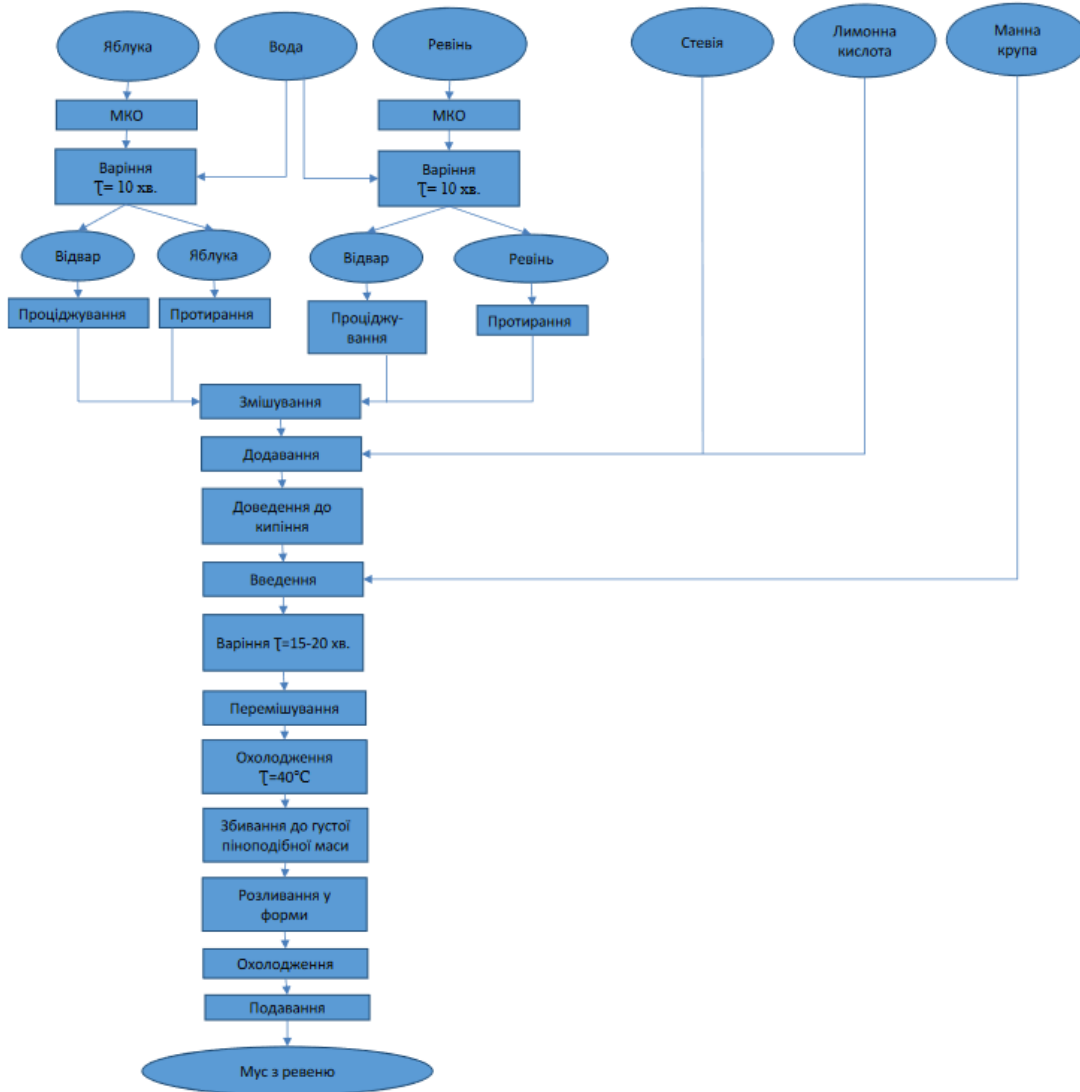 Яблука
Вода
Ревінь
Стевія
Лимонна
кислота
Манна
крупа
МКО
МКО
Варіння
Ʈ= 10 хв.
Варіння
Ʈ= 10 хв.
Відвар
Яблука
Відвар
Ревінь
Проціджування
Протирання
Проціджу-
вання
Протирання
Змішування
Додавання
Доведення до
кипіння
Введення
Варіння Ʈ=15-20 хв.
Перемішування
Охолодження
Ʈ=40℃
Збивання до густої
піноподібної маси
Розливання у
форми
Охолодження
Подавання
Мус з ревеню